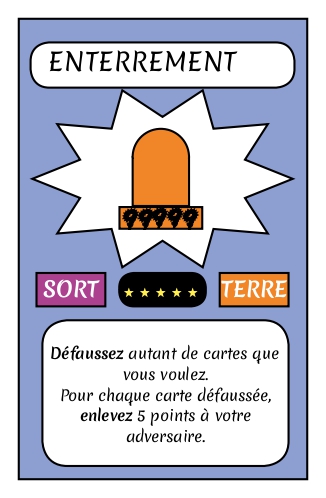 ENTERREMENT
SORT
TERRE
Défaussez autant de cartes que
vous voulez.
Pour chaque carte défaussée,
enlevez 5 points à votre
adversaire.